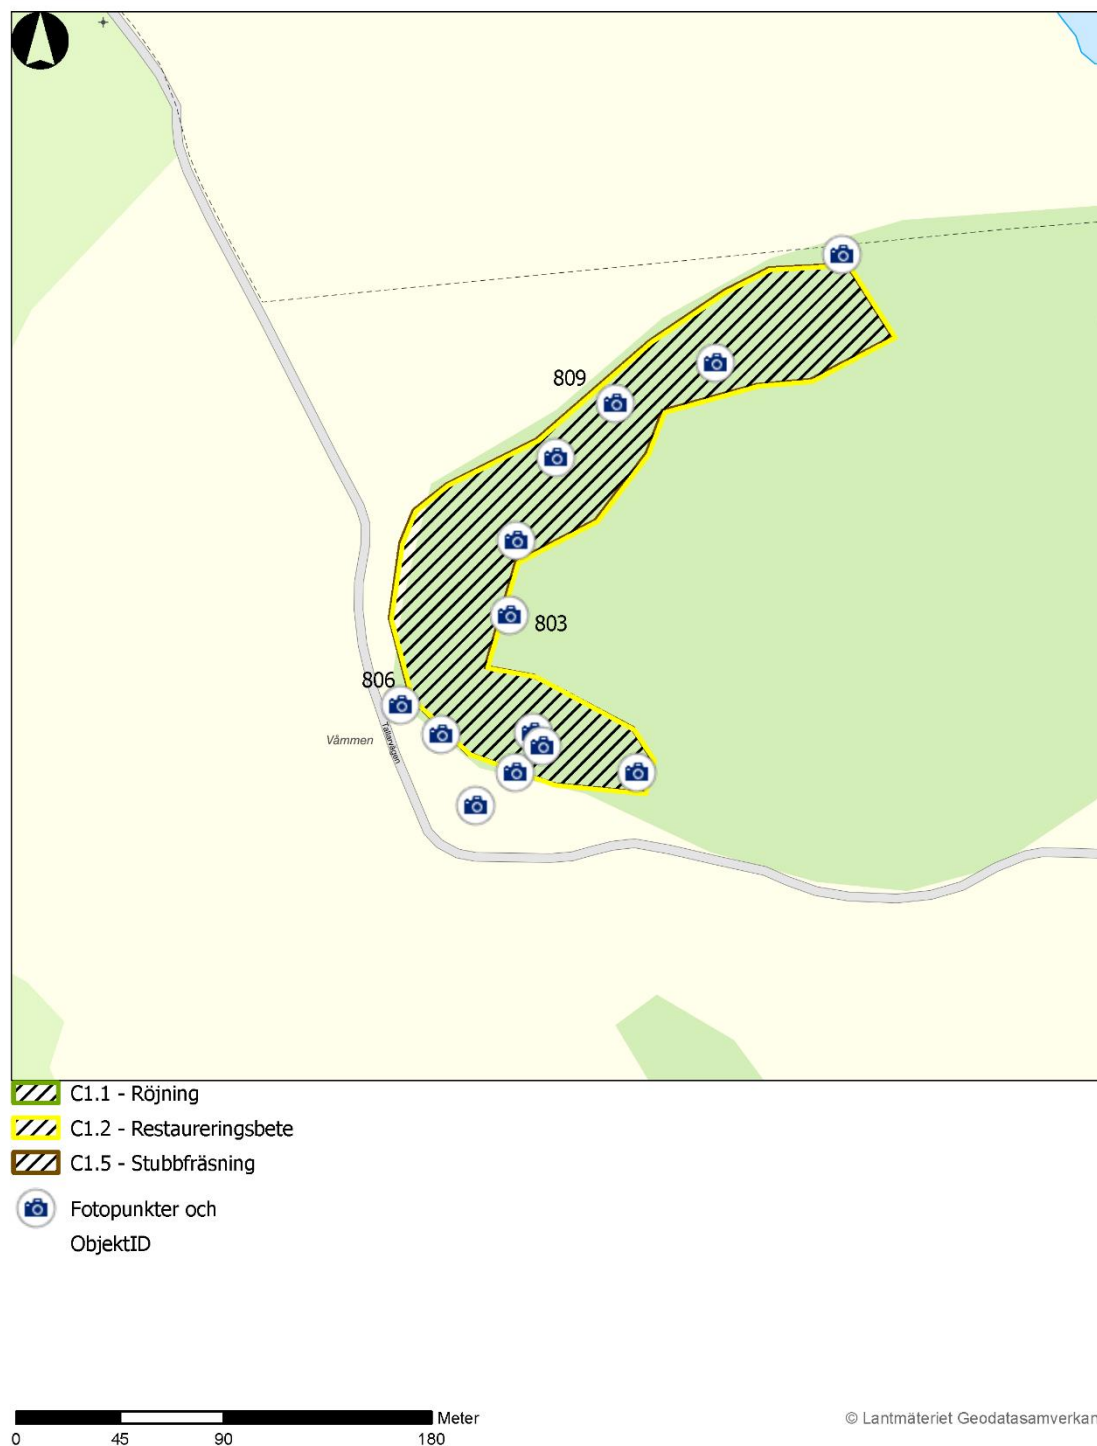 809
803
806
Våmmen
Tallarvägen
C1.1 - Röjning
C1.2 - Restaureringsbete
C1.5 - Stubbfräsning
Fotopunkter och
ObjektID
Meter
0 45 90 180
© Lantmäteriet Geodatasamverkan